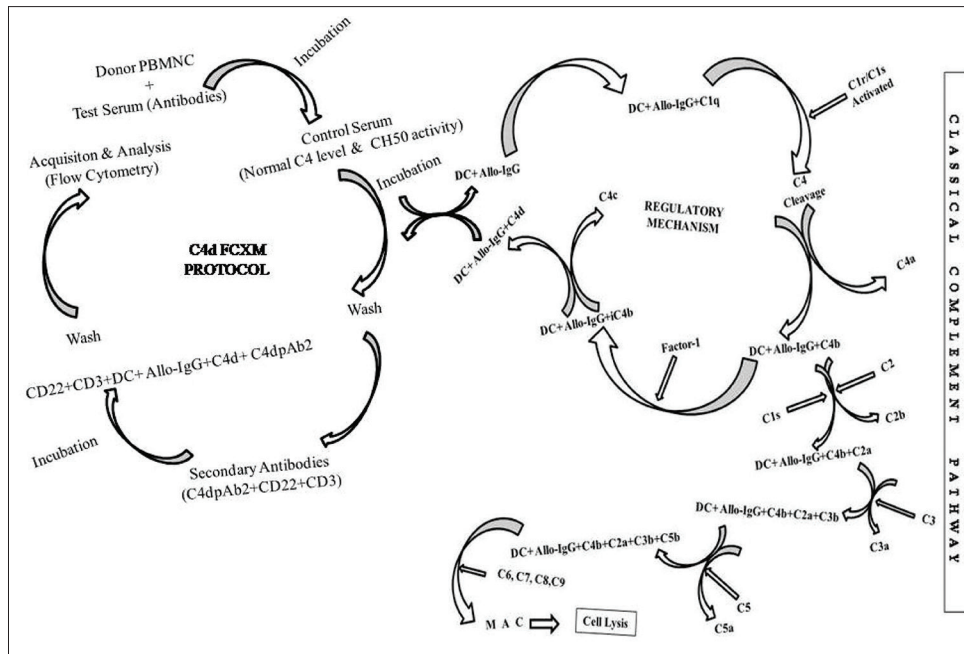 Donor PBMNC
+
Test Serum (Antibodies)
Incubation
Control Serum
(Normal C4 level & CH50 activity)
Incubation
Acquisiton & Analysis
(Flow Cytometry)
C4d FCXM
PROTOCOL
Wash
Wash
CD22+CD3+DC+ Allo-IgG+C4d+ C4dpAb2
Incubation
Secondary Antibodies
(C4dpAb2+CD22+CD3)
DC+ Allo-IgG
DC+ Allo-IgG+C1q
C1r/C1s
Activated
C4
Cleavage
C4a
C4c
REGULATORY
MECHANISM
DC+ Allo-IgG+C4d
DC+ Allo-IgG+iC4b
Factor-1
DC+ Allo-IgG+C4b
C2
C1s
C2b
DC+ Allo-IgG+C4b+C2a
DC+ Allo-IgG+C4b+C2a+C3b
C3
C3a
DC+ Allo-IgG+C4b+C2a+C3b+C5b
C5
C5a
C6, C7, C8,C9
M A C
Cell Lysis
CLASSICAL COMPLEMENT PATHWAY